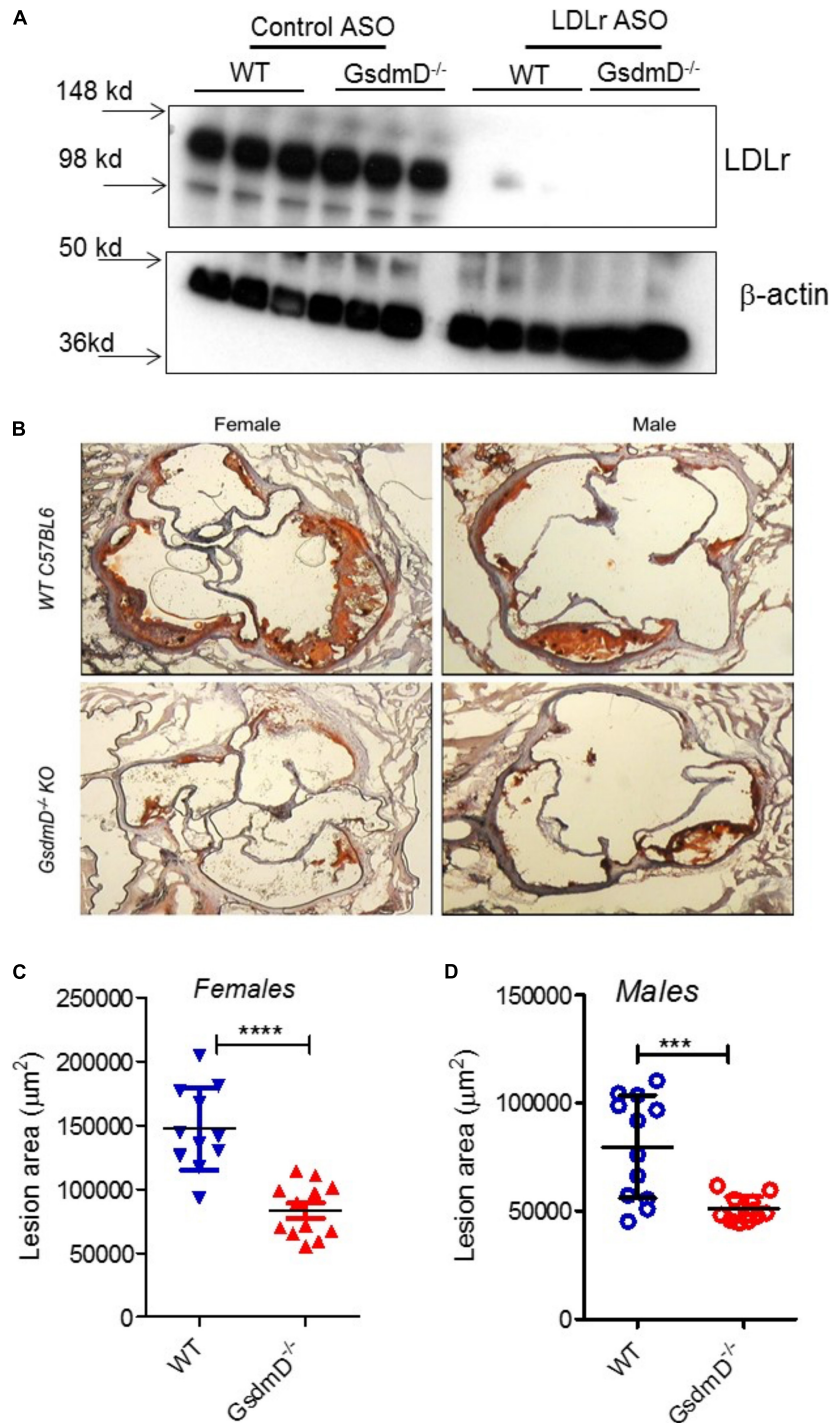 A
Control ASO LDLr ASO
WT GsdmD-/- WT GsdmD-/-
148 kd
98 kd
LDLr
50 kd
β-actin
36kd
B
Female Male
WT C57BL6
GsdmD-/- KO
C
Females
****
Lesion area (μm²)
250000
200000
150000
100000
50000
0
WT GsdmD-/-
D
Males
***
Lesion area (μm²)
150000
100000
50000
0
WT GsdmD-/-